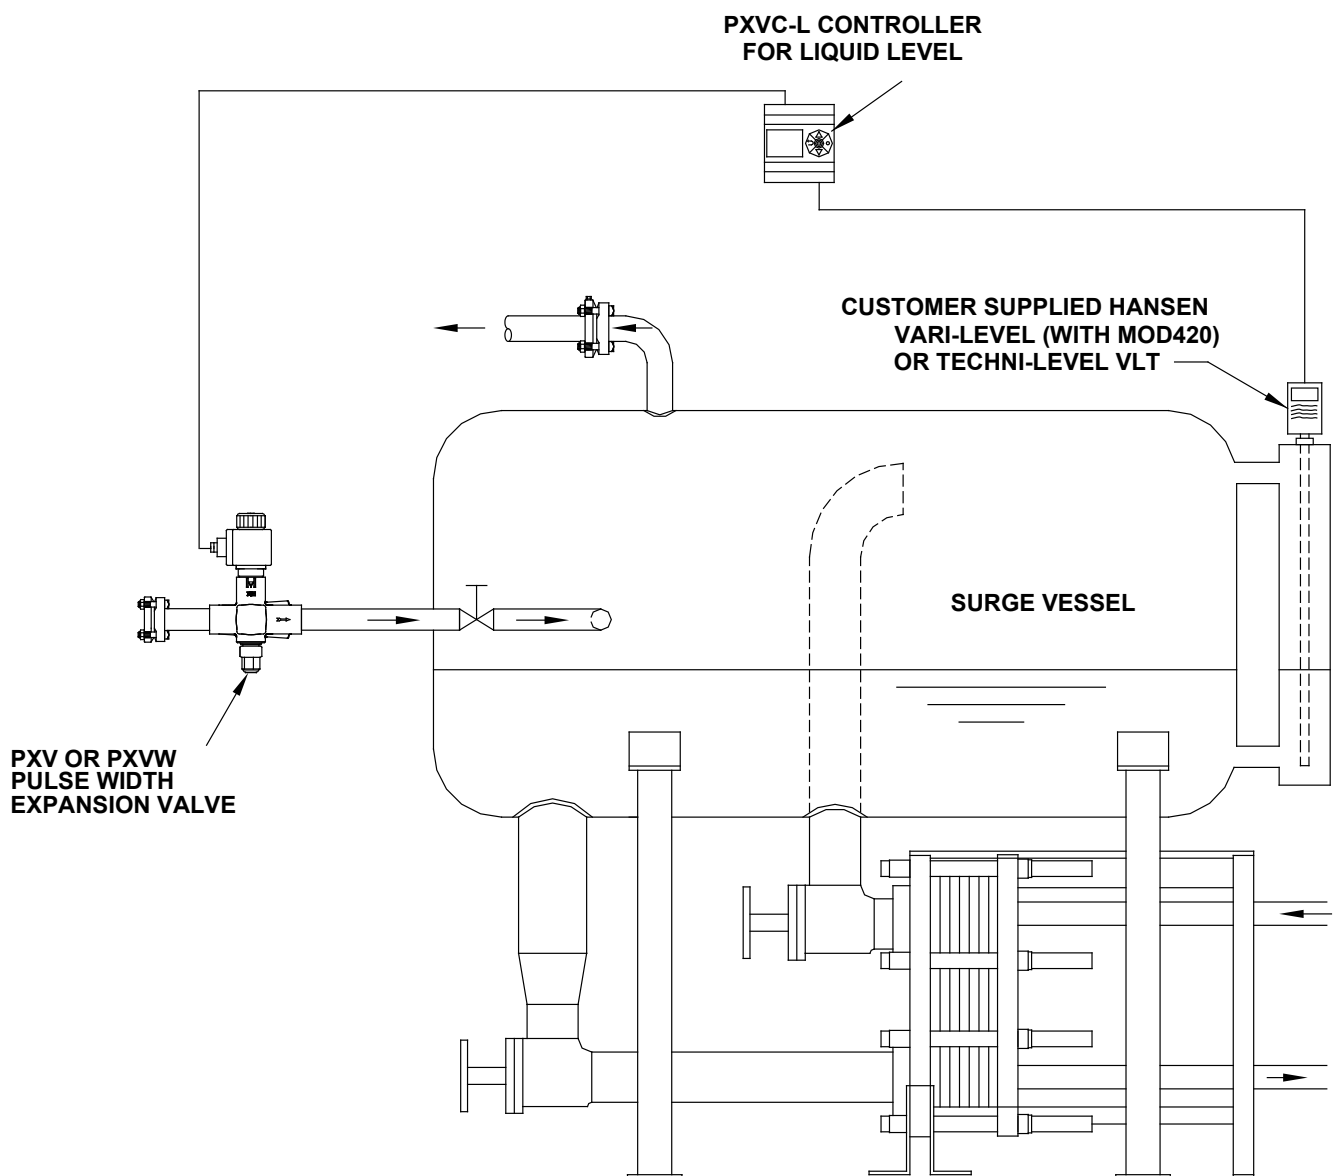 PXVC-L CONTROLLER
FOR LIQUID LEVEL
CUSTOMER SUPPLIED HANSEN
VARI-LEVEL (WITH MOD420)
OR TECHNI-LEVEL VLT
SURGE VESSEL
PXV OR PXVW
PULSE WIDTH
EXPANSION VALVE